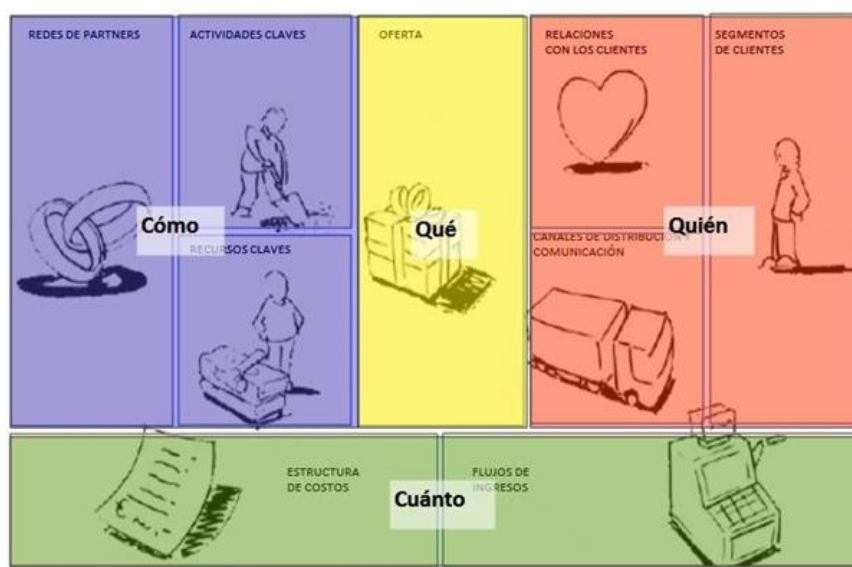 REDES DE PARTNERS
ACTIVIDADES CLAVES
OFERTA
RELACIONES
CON LOS CLIENTES
SEGMENTOS
DE CLIENTES
Cómo
Qué
Quién
RECURSOS CLAVES
CANALES DE DISTRIBUCIÓN Y
COMUNICACIÓN
ESTRUCTURA
DE COSTOS
FLUJOS DE
INGRESOS
Cuánto